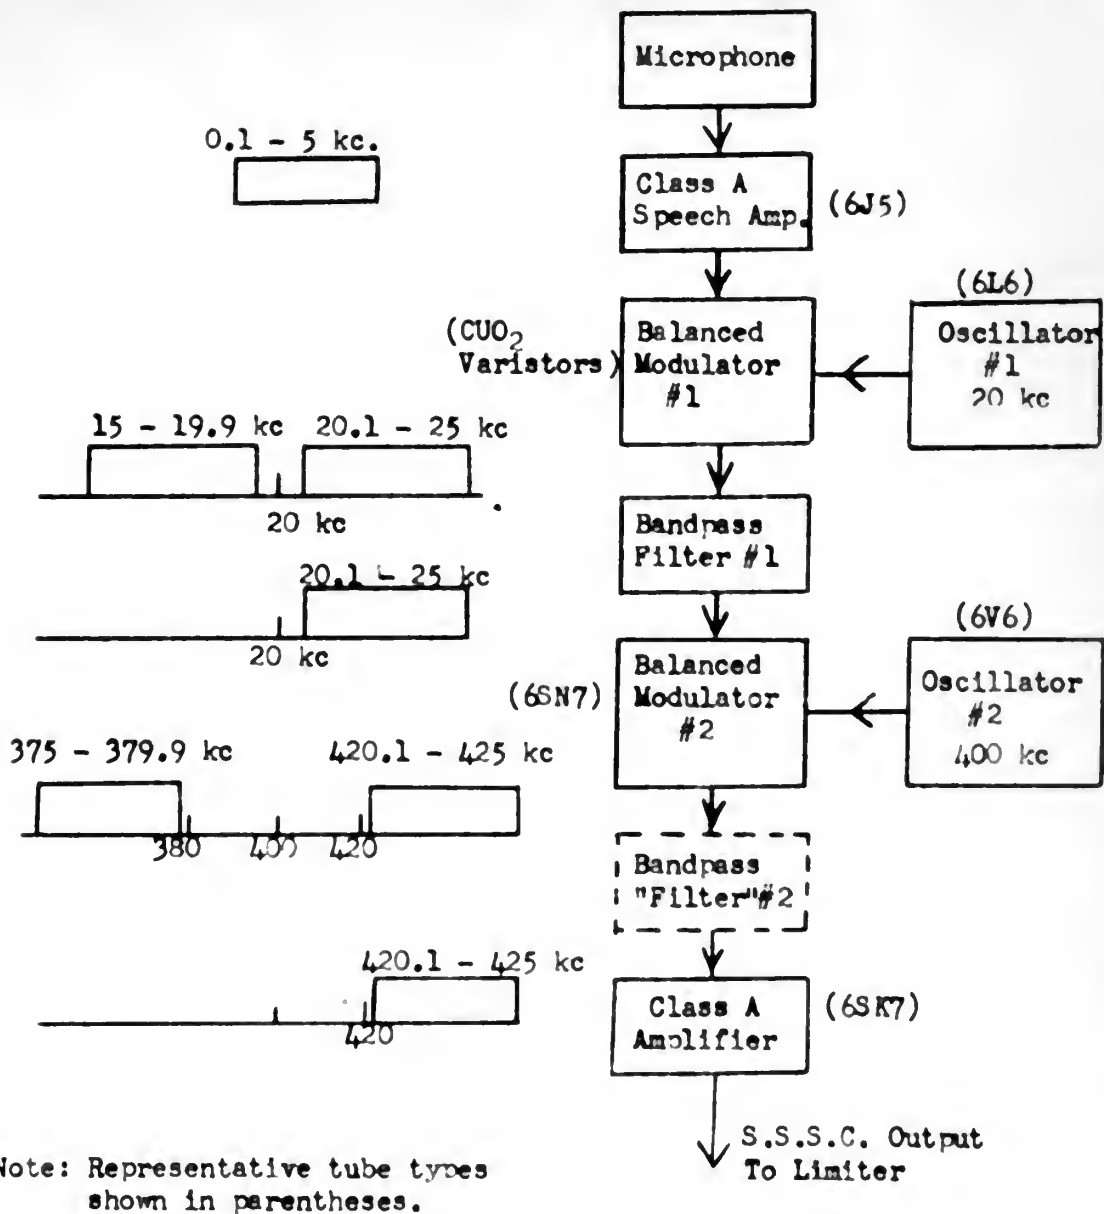 Microphone
0.1 - 5 kc.
Class A
Speech Amp.
(6J5)
(6L6)
(CUO2
Varistors)
Balanced
Modulator
#1
Oscillator
#1
20 kc
15 - 19.9 kc
20.1 - 25 kc
20 kc
Bandpass
Filter #1
20.1 - 25 kc
20 kc
(6V6)
(6SN7)
Balanced
Modulator
#2
Oscillator
#2
400 kc
375 - 379.9 kc
420.1 - 425 kc
380
400
420
Bandpass
"Filter"#2
420.1 - 425 kc
420
Class A
Amplifier
(6SK7)
S.S.S.C. Output
To Limiter
Note: Representative tube types
shown in parentheses.